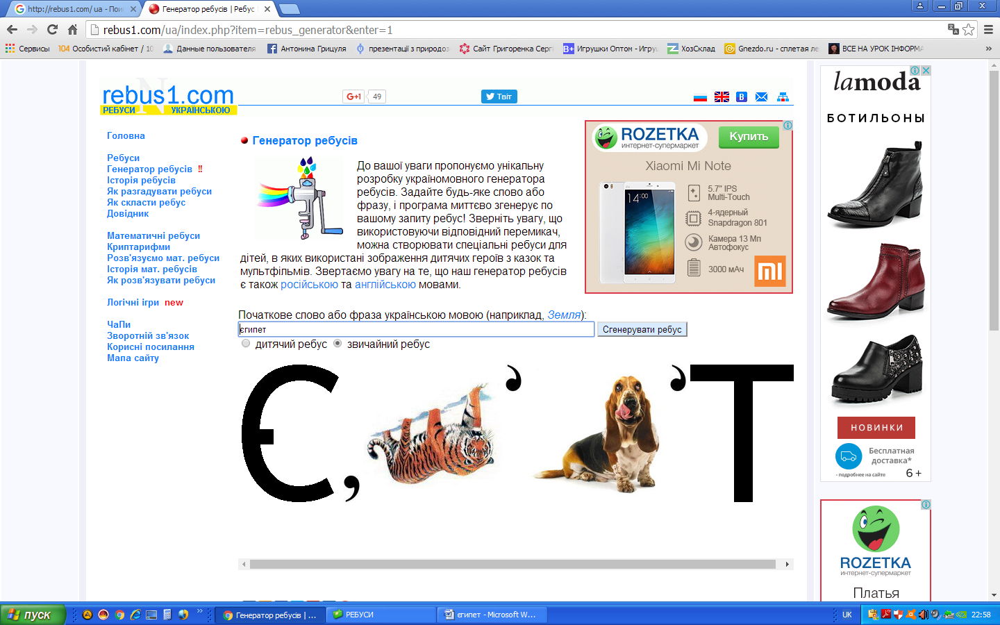 http://rebus1.com/ ua - Пои
Генератор ребусів | Ребус
rebus1.com/ua/index.php?item=rebus_generator&enter=1
Сервисы
104 Особистий кабінет / 10
Данные пользователя
Антонина Грицуля
презентації з природоз
Сайт Григоренка Серг
B+ Игрушки Оптом - Игру
ХозСклад
Gnezdo.ru - сплетая ле
ВСЕ НА УРОК ІНФОРМА
»
rebus1.com
РЕБУСИ УКРАЇНСЬКОЮ
G+1 49
Твіт
B
Головна
Ребуси
Генератор ребусів !!
Історія ребусів
Як разгадувати ребуси
Як скласти ребус
Довідник
Математичні ребуси
Криптарифми
Розв'язуємо мат. ребуси
Історія мат. ребусів
Як розв'язувати ребуси
Логічні ігри new
ЧаПи
Зворотній зв'язок
Корисні посилання
Мапа сайту
Генератор ребусів
До вашої уваги пропонуємо унікальну
розробку україномовного генератора
ребусів. Задайте будь-яке слово або
фразу, і програма миттєво згенерує по
вашому запиту ребус! Зверніть увагу, що
використовуючи відповідний перемикач,
можна створювати спеціальні ребуси для
дітей, в яких використані зображення дитячих героїв з казок та
мультфільмів. Звертаємо увагу на те, що наш генератор ребусів
є також російською та англійською мовами.
ROZETKA
интернет-супермаркет
Купить
Xiaomi Mi Note
14:00
5.7" IPS
Multi-Touch
4-ядерный
Snapdragon 801
Камера 13 Мп
Автофокус
3000 мАч
mi
Початкове слово або фраза українською мовою (наприклад, Земля):
єгипет
Сгенерувати ребус
дитячий ребус звичайний ребус
Є , ’ ’ Т
lamoda
БОТИЛЬОНЫ
НОВИНКИ
Бесплатная
доставка*
- подробнее на сайте
6 +
ROZETKA
интернет-супермаркет
Платья
пуск
»
Генератор ребусів | ...
РЕБУСИ
єгипет - Microsoft W...
UK
22:58